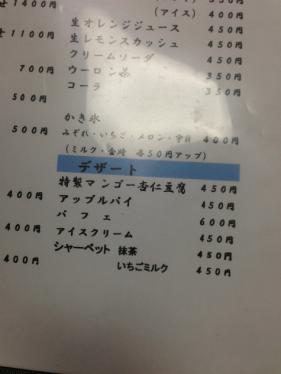 セ 1400円
(アイス) 400円
生オレンジジュース 450円
セ 1100円
生レモンスカッシュ 450円
クリームソーダ 450円
700円
ウーロン茶 350円
コーラ 350円
500円
かき氷
500円
みぞれ・いちご・メロン・宇治 400円
(ミルク・金時 各50円アップ)
デザート
特製マンゴー杏仁豆腐 450円
400円
アップルパイ 450円
パフェ 600円
400円
アイスクリーム 450円
シャーベット 抹茶 450円
400円
いちごミルク 450円